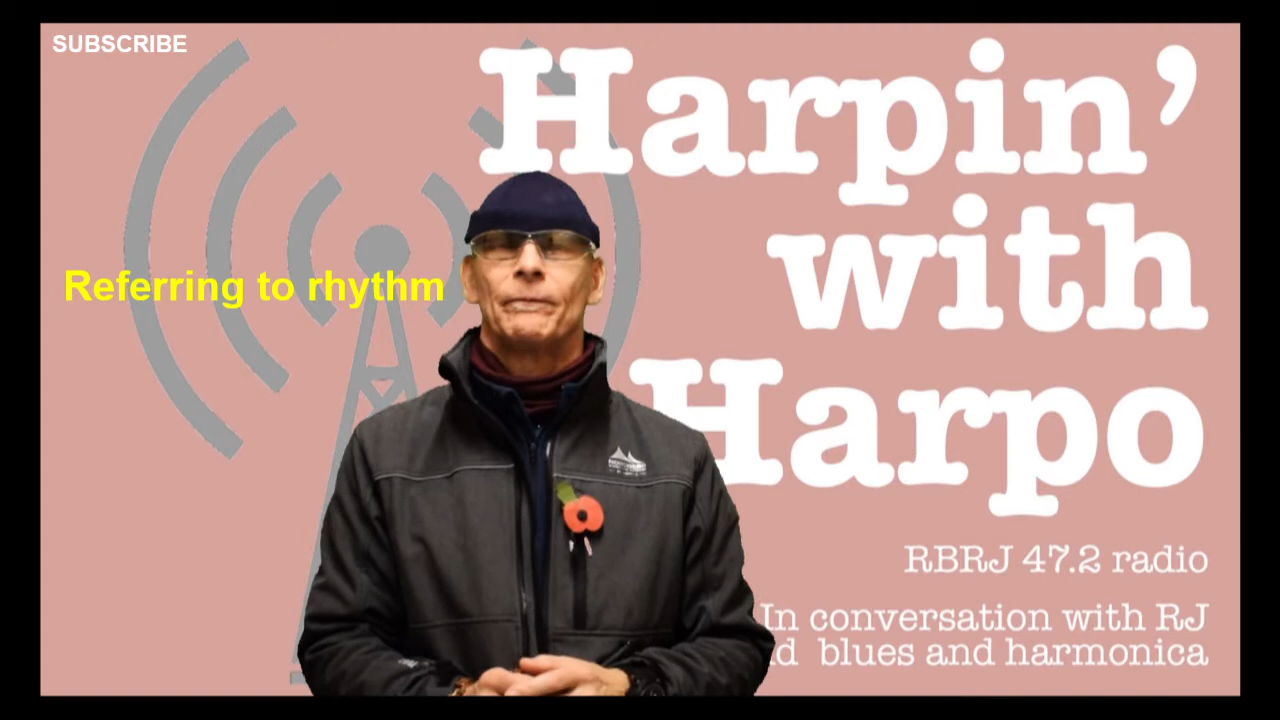 SUBSCRIBE
Harpin’
with
Harpo
Referring to rhythm
RBRJ 47.2 radio
In conversation with RJ
blues and harmonica